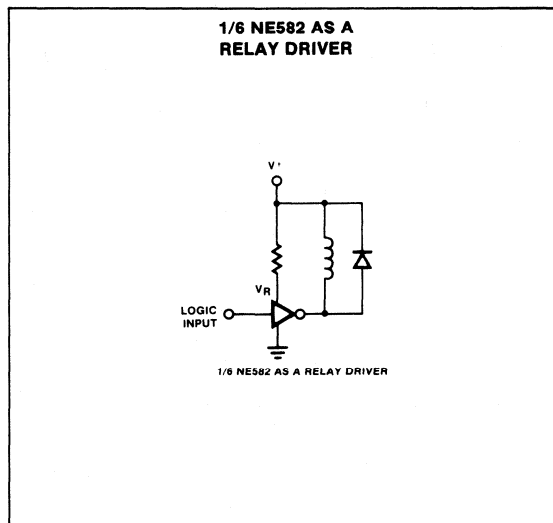 1/6 NE582 AS A
RELAY DRIVER
V+
VR
LOGIC
INPUT
1/6 NE582 AS A RELAY DRIVER